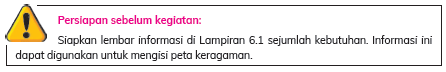 Persiapan sebelum kegiatan:
Siapkan lembar informasi di Lampiran 6.1 sejumlah kebutuhan. Informasi ini
dapat digunakan untuk mengisi peta keragaman.